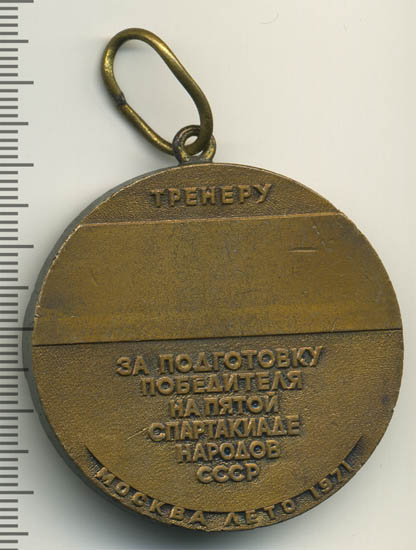 ТРЕНЕРУ
ЗА ПОДГОТОВКУ
ПОБЕДИТЕЛЯ
НА ПЯТОЙ
СПАРТАКИАДЕ
НАРОДОВ
СССР
МОСКВА ЛЕТО 1971